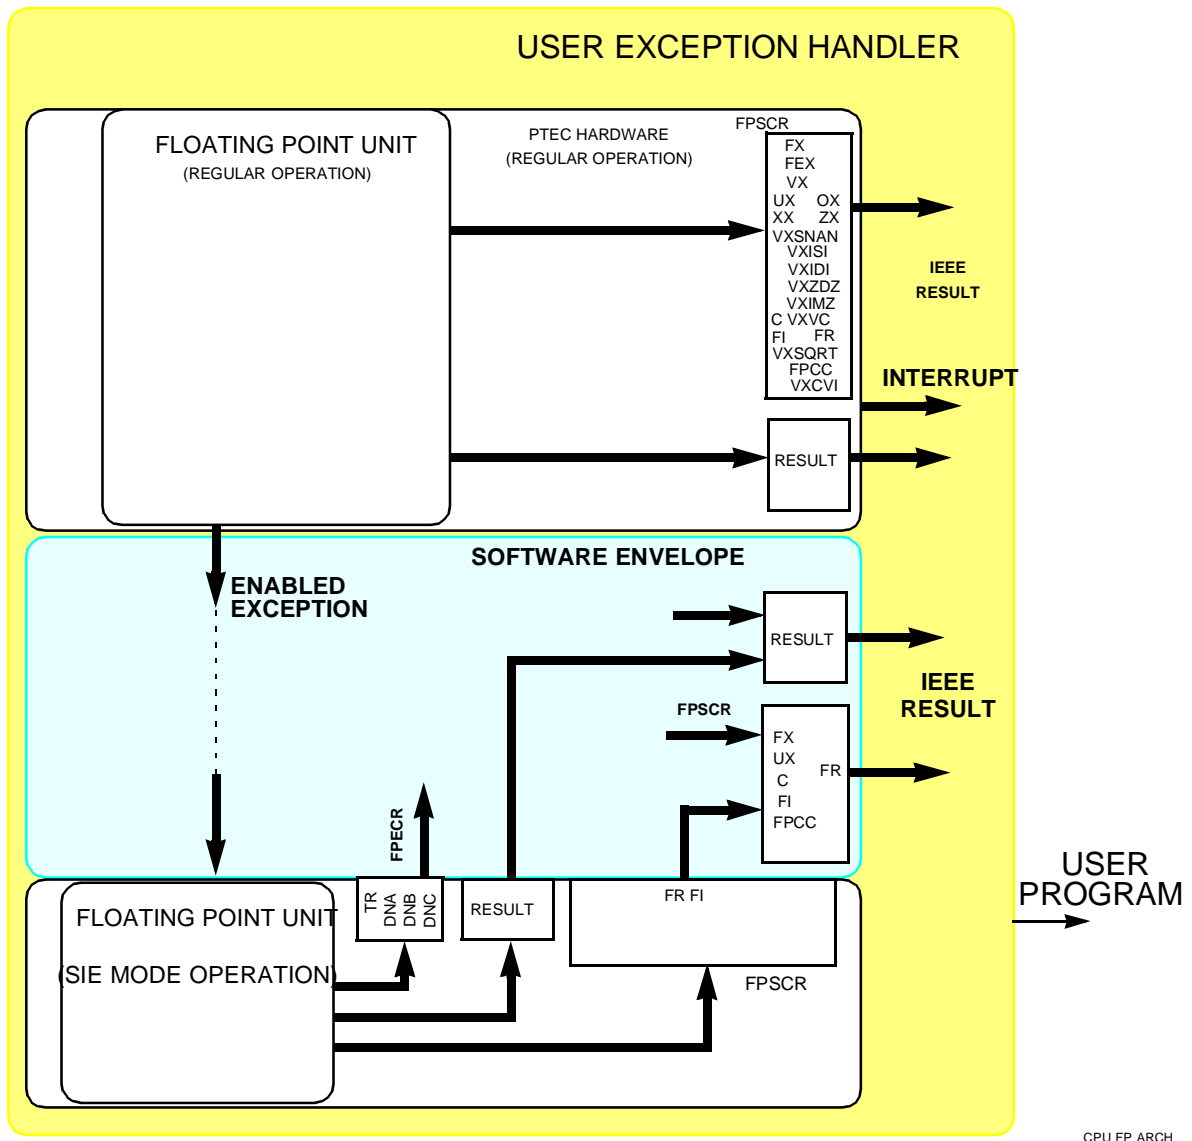 USER EXCEPTION HANDLER
FLOATING POINT UNIT
(REGULAR OPERATION)
PTEC HARDWARE
(REGULAR OPERATION)
FPSCR
FX
FEX
VX
UX OX
XX ZX
VXSNAN
VXISI
VXIDI
VXZDZ
VXIMZ
C VXVC
FI FR
VXSQRT
FPCC
VXCVI
IEEE
RESULT
INTERRUPT
RESULT
SOFTWARE ENVELOPE
ENABLED
EXCEPTION
RESULT
IEEE
RESULT
FPSCR
FX
UX
C FR
FI
FPCC
FPECR
USER
PROGRAM
FLOATING POINT UNIT
(SIE MODE OPERATION)
TR
DNA
DNB
DNC
RESULT
FR FI
FPSCR
CPU FP ARCH